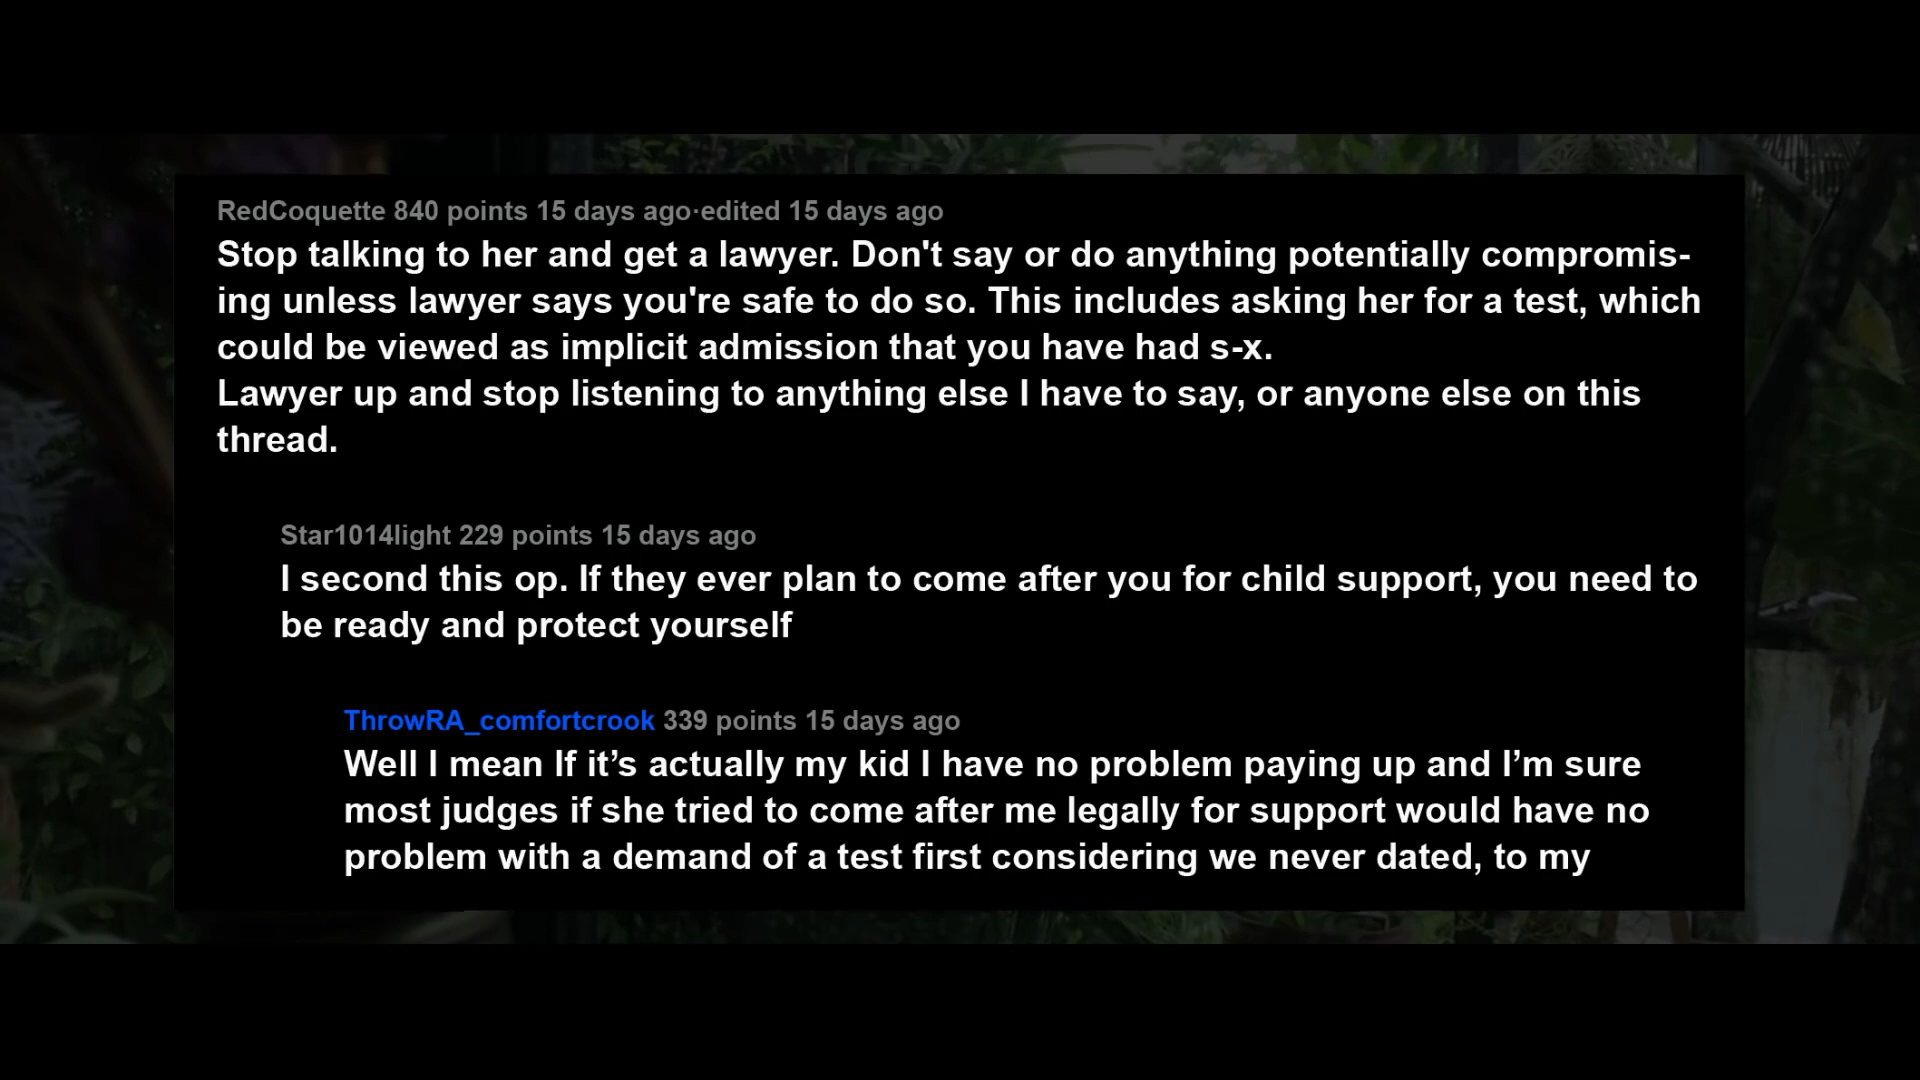 RedCoquette 840 points 15 days ago·edited 15 days ago
Stop talking to her and get a lawyer. Don't say or do anything potentially compromis-
ing unless lawyer says you're safe to do so. This includes asking her for a test, which
could be viewed as implicit admission that you have had s-x.
Lawyer up and stop listening to anything else I have to say, or anyone else on this
thread.
Star1014light 229 points 15 days ago
I second this op. If they ever plan to come after you for child support, you need to
be ready and protect yourself
ThrowRA_comfortcrook 339 points 15 days ago
Well I mean If it’s actually my kid I have no problem paying up and I’m sure
most judges if she tried to come after me legally for support would have no
problem with a demand of a test first considering we never dated, to my